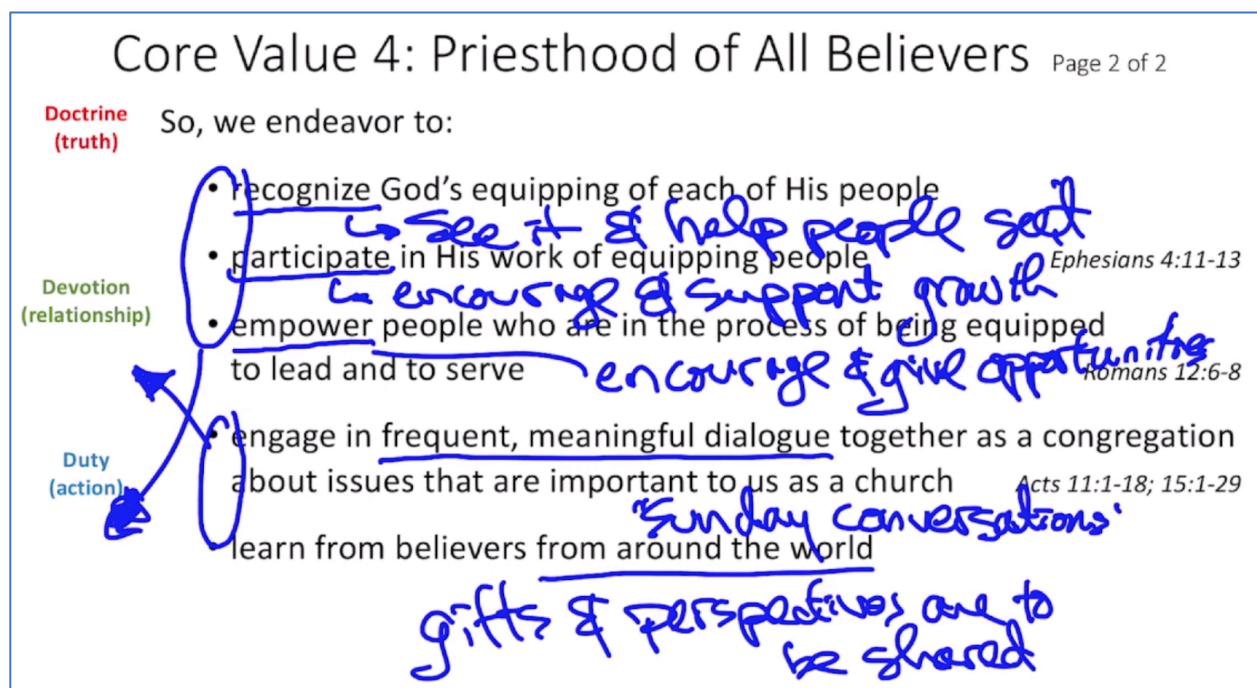 Core Value 4: Priesthood of All Believers Page 2 of 2
Doctrine
(truth)
So, we endeavor to:
• recognize God's equipping of each of His people
↳ see it & help people see it
• participate in His work of equipping people
Ephesians 4:11-13
↳ encourage & support growth
Devotion
(relationship)
• empower people who are in the process of being equipped
to lead and to serve
encourage & give opportunities
Romans 12:6-8
• engage in frequent, meaningful dialogue together as a congregation
Duty
(action)
about issues that are important to us as a church
Acts 11:1-18; 15:1-29
"Sunday conversations"
• learn from believers from around the world
gifts & perspectives are to
be shared